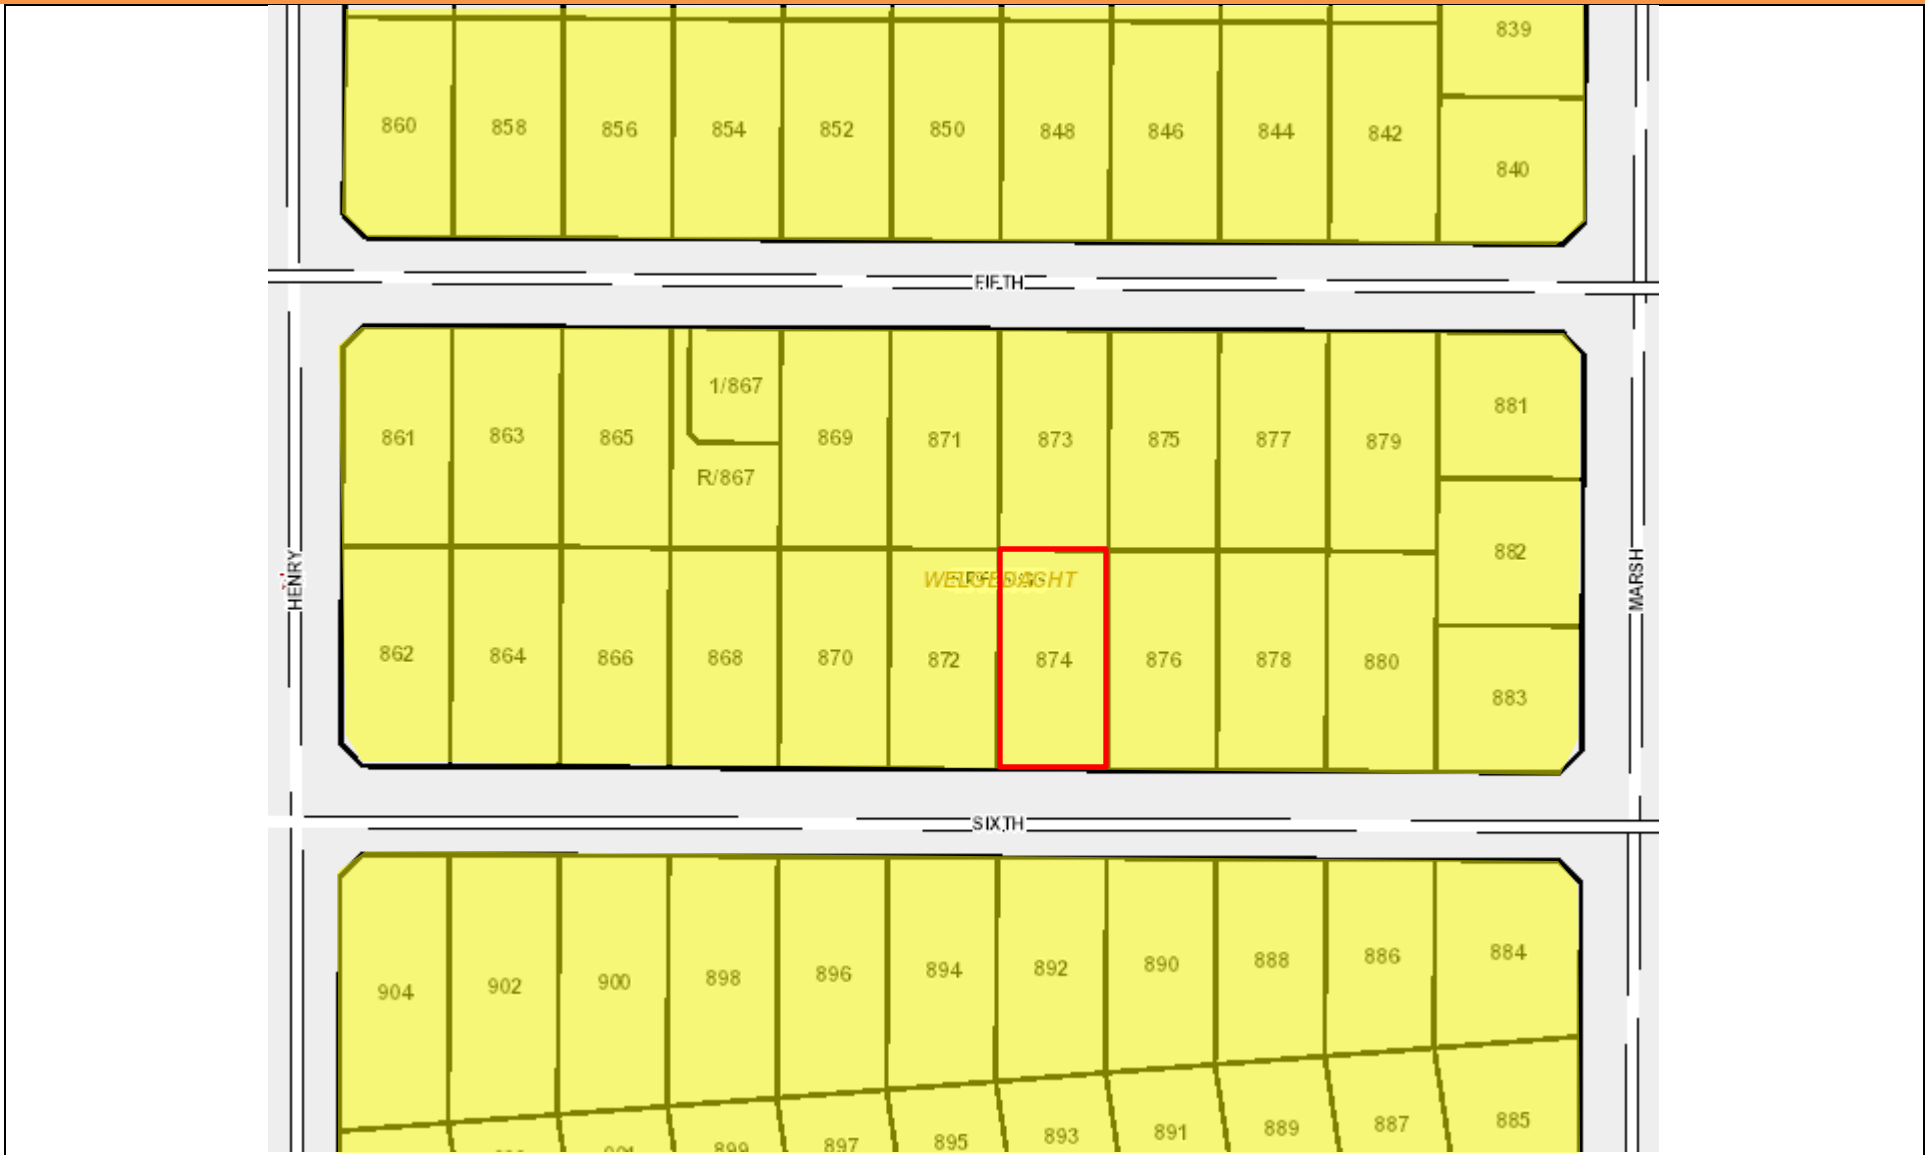 839
860 858 856 854 852 850 848 846 844 842
840
FIFTH
861 863 865 1/867 869 871 873 875 877 879 881
R/867
882
HENRY
MARSH
WELGEDACHT
862 864 866 868 870 872 874 876 878 880
883
SIXTH
904 902 900 898 896 894 892 890 888 886 884
899 897 895 893 891 889 887 885